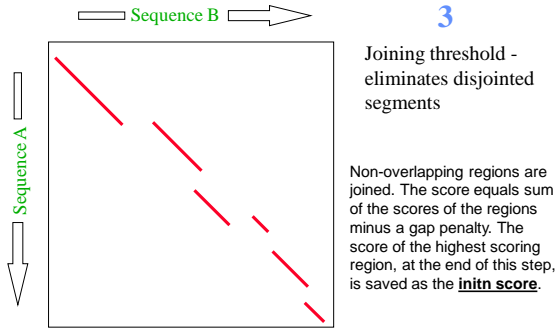 Sequence B
Sequence A
3
Joining threshold -
eliminates disjointed
segments
Non-overlapping regions are
joined. The score equals sum
of the scores of the regions
minus a gap penalty. The
score of the highest scoring
region, at the end of this step,
is saved as the initn score.